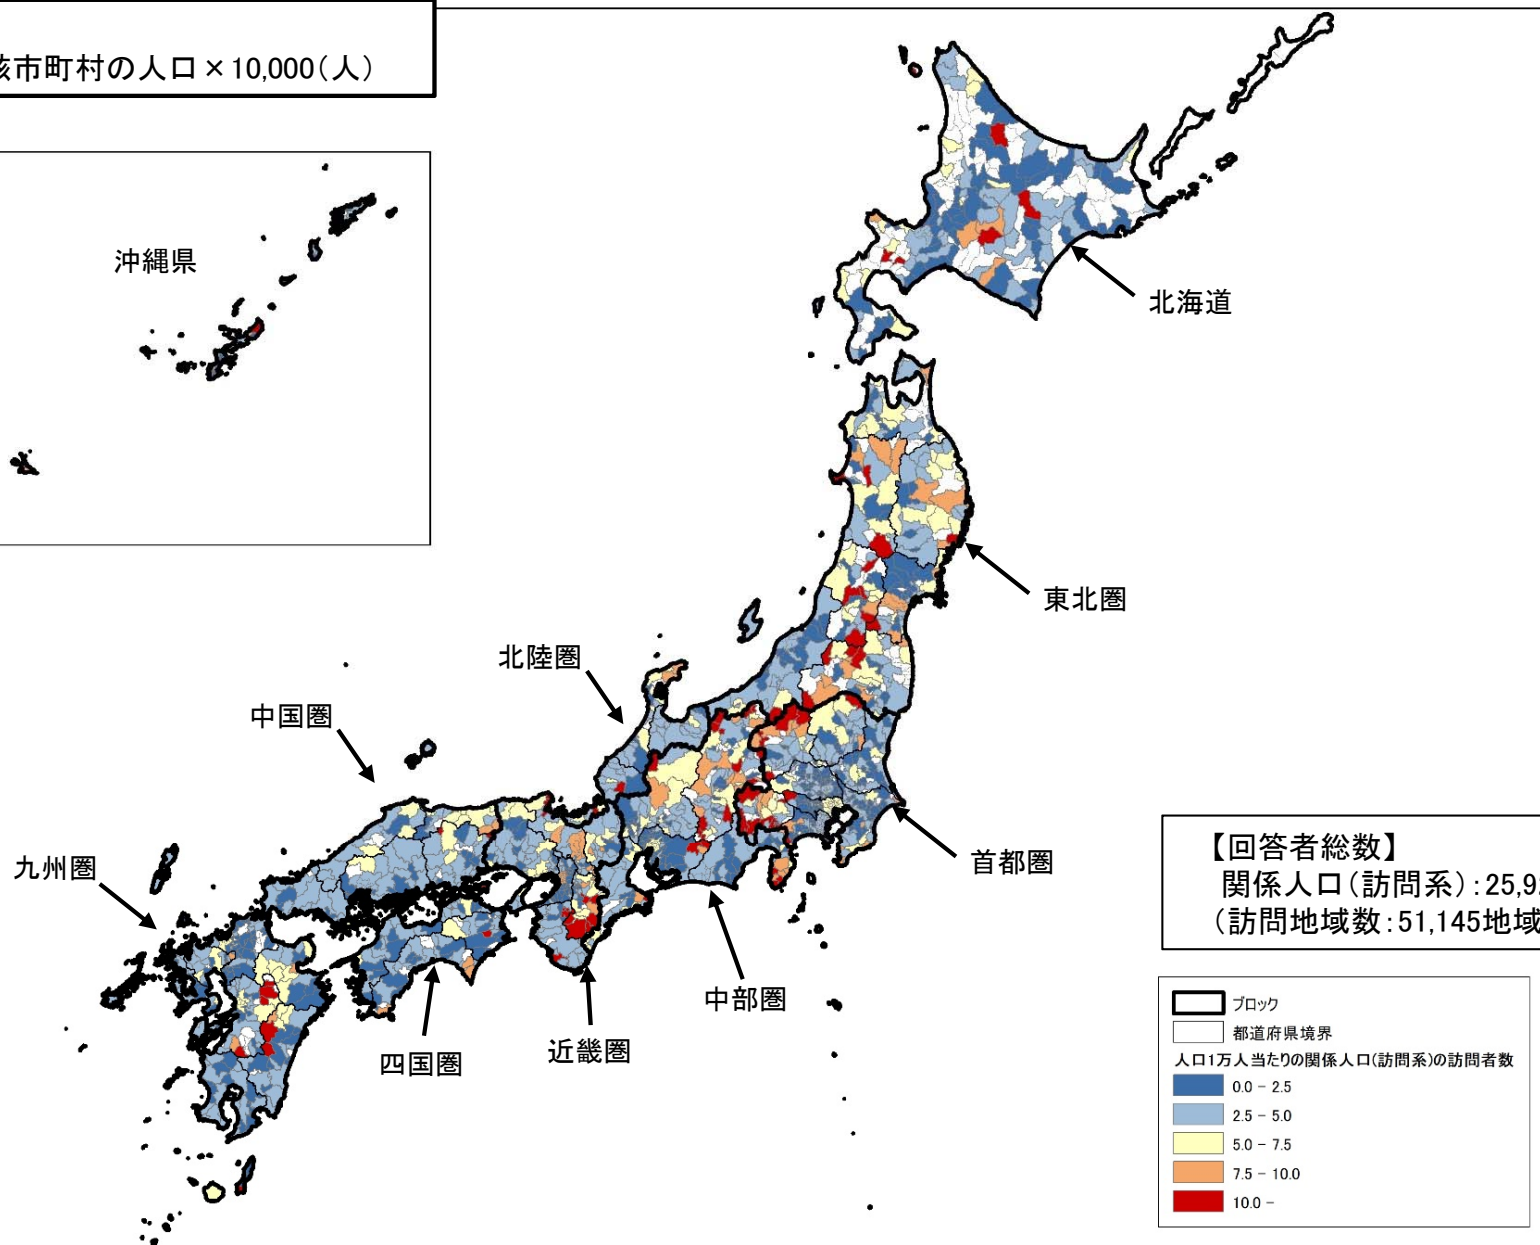 亥市町村の人口×10,000(人)
沖縄県
北海道
東北圏
北陸圏
中国圏
九州圏
首都圏
中部圏
近畿圏
四国圏
【回答者総数】
関係人口(訪問系):25,9
(訪問地域数:51,145地域
ブロック
都道府県境界
人口1万人当たりの関係人口(訪問系)の訪問者数
0.0 - 2.5
2.5 - 5.0
5.0 - 7.5
7.5 - 10.0
10.0 -